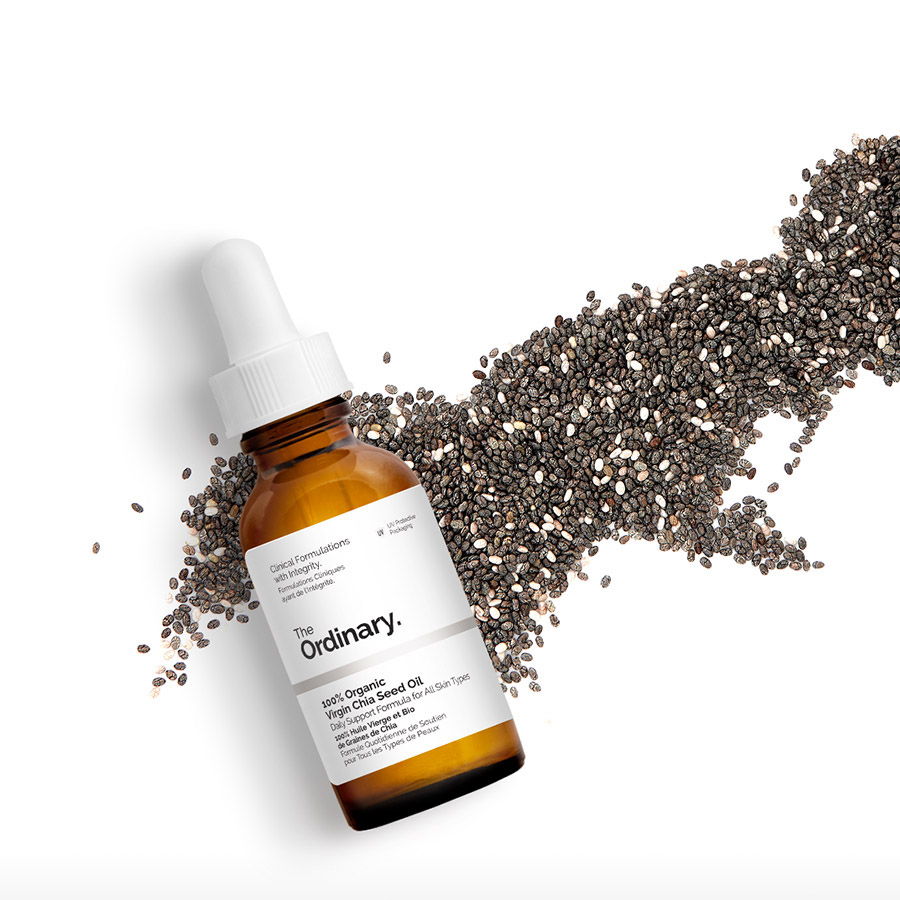 Clinical Formulations
with Integrity.
Formulations Cliniques
ayant de l'Intégrité.
UV
UV Protective
Packaging
The
Ordinary.
100% Organic
Virgin Chia Seed Oil
Daily Support Formula for All Skin Types
100% Huile Vierge et Bio
de Graines de Chia
Formule Quotidienne de Soutien
pour Tous les Types de Peaux